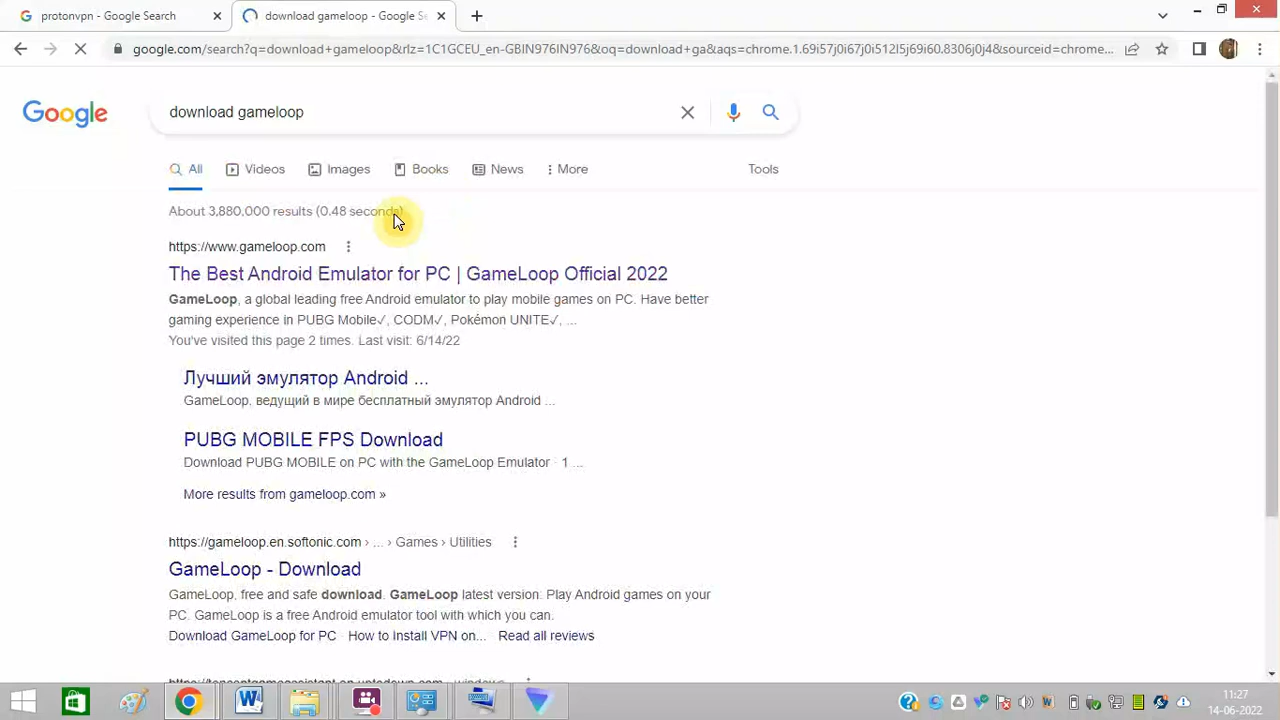 protonvpn - Google Search
download gameloop - Google Se
google.com/search?q=download+gameloop&rlz=1C1GCEU_en-GBIN976IN976&oq=download+ga&aqs=chrome.1.69i57j0i67j0i512l5j69i60.8306j0j4&sourceid=chrome...
Google
download gameloop
All
Videos
Images
Books
News
More
Tools
About 3,880,000 results (0.48 seconds)
https://www.gameloop.com
The Best Android Emulator for PC | GameLoop Official 2022
GameLoop, a global leading free Android emulator to play mobile games on PC. Have better
gaming experience in PUBG Mobile✓, CODM✓, Pokémon UNITE✓, ...
You've visited this page 2 times. Last visit: 6/14/22
Лучший эмулятор Android ...
GameLoop, ведущий в мире бесплатный эмулятор Android ...
PUBG MOBILE FPS Download
Download PUBG MOBILE on PC with the GameLoop Emulator · 1 ...
More results from gameloop.com »
https://gameloop.en.softonic.com › ... › Games › Utilities
GameLoop - Download
GameLoop, free and safe download. GameLoop latest version: Play Android games on your
PC. GameLoop is a free Android emulator tool with which you can.
Download GameLoop for PC · How to install VPN on... · Read all reviews
11:27
14-06-2022